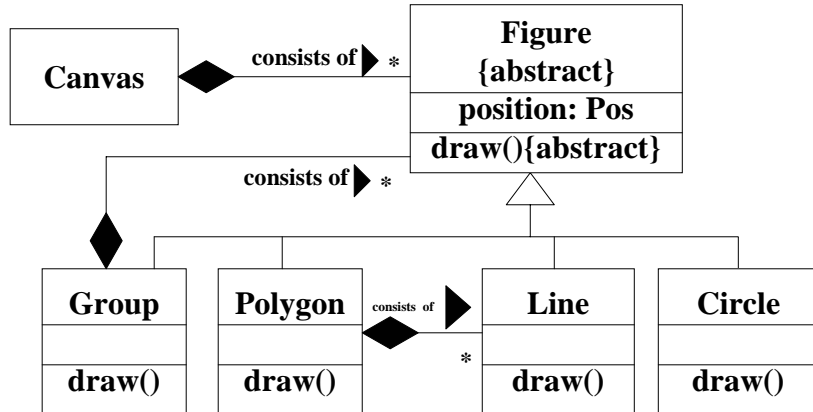 Canvas
consists of *
Figure
{abstract}
position: Pos
draw(){abstract}
consists of *
Group
draw()
Polygon
draw()
consists of
*
Line
draw()
Circle
draw()